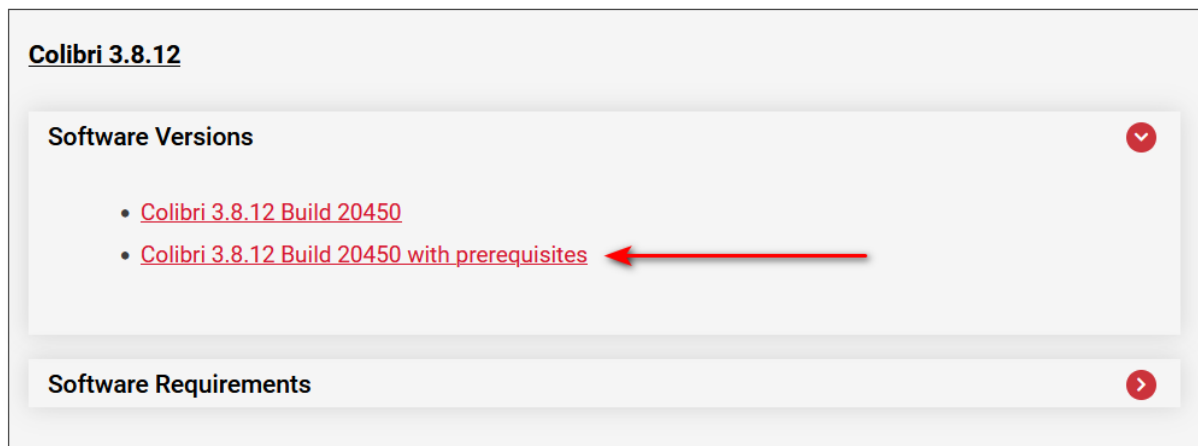 Colibri 3.8.12
Software Versions
Colibri 3.8.12 Build 20450
Colibri 3.8.12 Build 20450 with prerequisites
Software Requirements